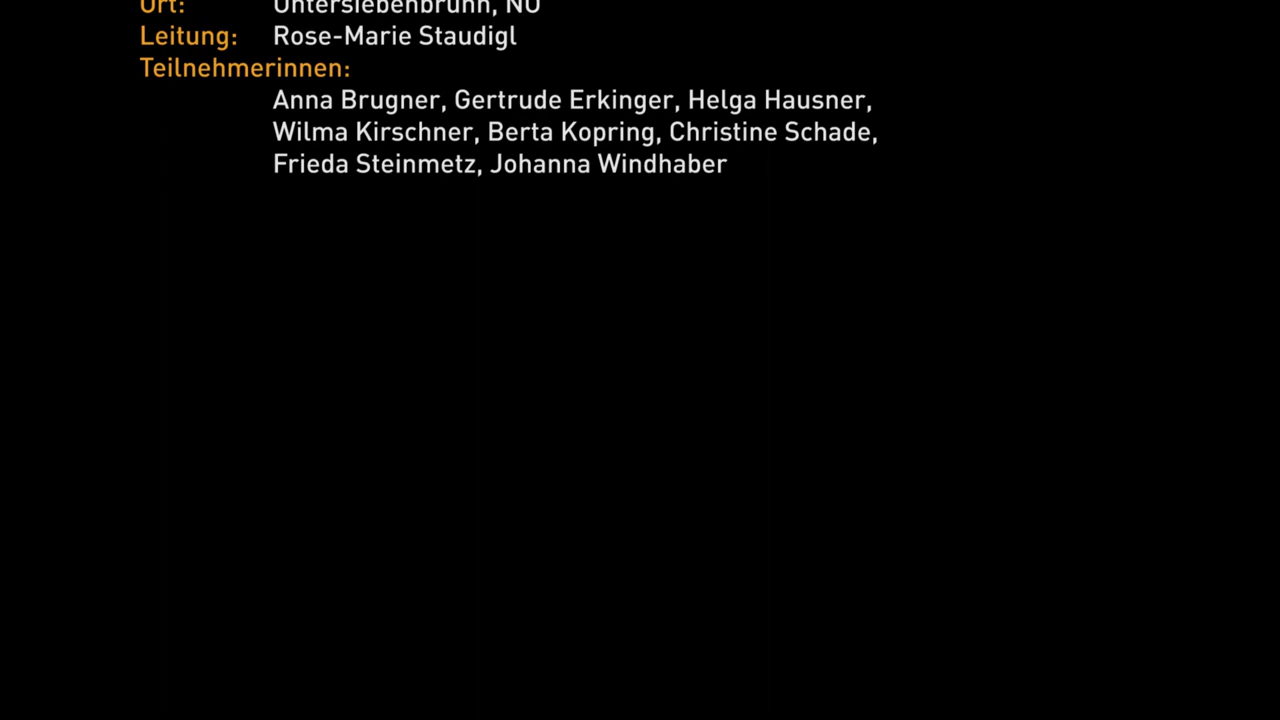 Ort: Untersiebenbrunn, NÖ
Leitung: Rose-Marie Staudigl
Teilnehmerinnen:
Anna Brugner, Gertrude Erkinger, Helga Hausner,
Wilma Kirschner, Berta Kopring, Christine Schade,
Frieda Steinmetz, Johanna Windhaber